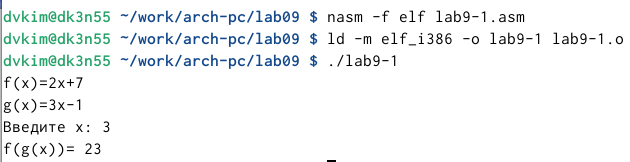 dvkim@dk3n55 ~/work/arch-pc/lab09 $ nasm -f elf lab9-1.asm
dvkim@dk3n55 ~/work/arch-pc/lab09 $ ld -m elf_i386 -o lab9-1 lab9-1.o
dvkim@dk3n55 ~/work/arch-pc/lab09 $ ./lab9-1
f(x)=2x+7
g(x)=3x-1
Введите x: 3
f(g(x))= 23